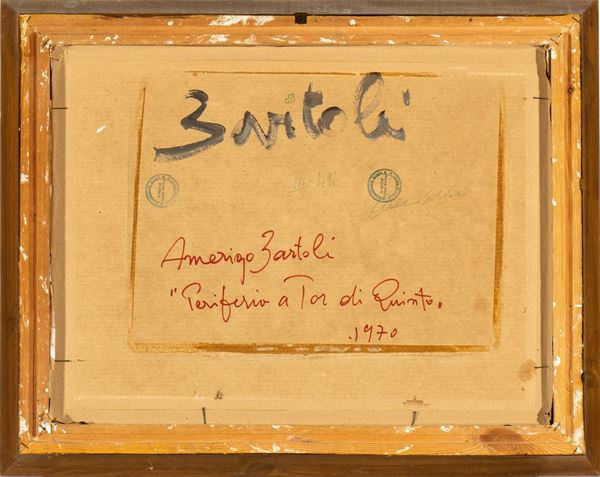 Bartoli
Amerigo Bartoli
"Periferia a Tor di Quinto"
.1970